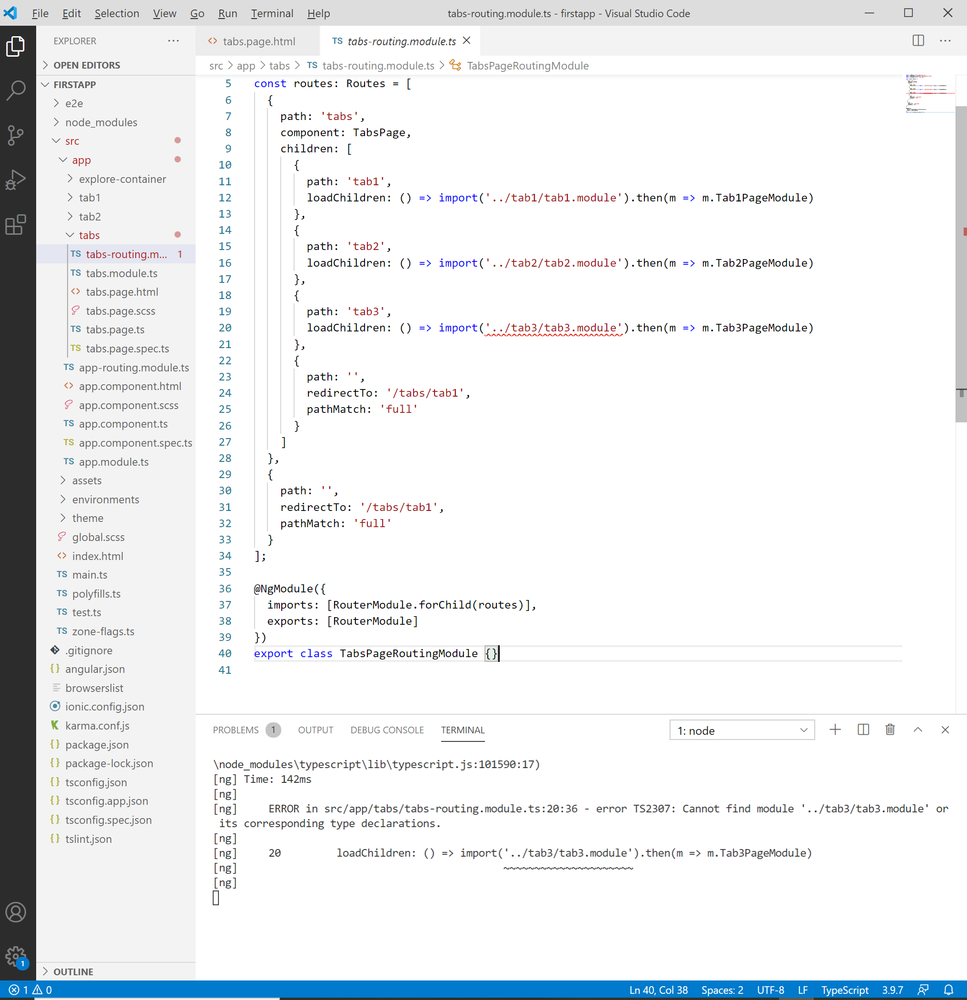 File Edit Selection View Go Run Terminal Help
tabs-routing.module.ts - firstapp - Visual Studio Code
EXPLORER
OPEN EDITORS
FIRSTAPP
e2e
node_modules
src
app
explore-container
tab1
tab2
tabs
TS tabs-routing.m... 1
TS tabs.module.ts
<> tabs.page.html
tabs.page.scss
TS tabs.page.ts
TS tabs.page.spec.ts
TS app-routing.module.ts
<> app.component.html
app.component.scss
TS app.component.ts
TS app.component.spec.ts
TS app.module.ts
assets
environments
theme
global.scss
<> index.html
TS main.ts
TS polyfills.ts
TS test.ts
TS zone-flags.ts
.gitignore
{} angular.json
browserslist
ionic.config.json
karma.conf.js
{} package.json
{} package-lock.json
{} tsconfig.json
{} tsconfig.app.json
{} tsconfig.spec.json
{} tslint.json
OUTLINE
<> tabs.page.html
TS tabs-routing.module.ts
src > app > tabs > TS tabs-routing.module.ts > TabsPageRoutingModule
5 const routes: Routes = [
6 {
7 path: 'tabs',
8 component: TabsPage,
9 children: [
10 {
11 path: 'tab1',
12 loadChildren: () => import('../tab1/tab1.module').then(m => m.Tab1PageModule)
13 },
14 {
15 path: 'tab2',
16 loadChildren: () => import('../tab2/tab2.module').then(m => m.Tab2PageModule)
17 },
18 {
19 path: 'tab3',
20 loadChildren: () => import('../tab3/tab3.module').then(m => m.Tab3PageModule)
21 },
22 {
23 path: '',
24 redirectTo: '/tabs/tab1',
25 pathMatch: 'full'
26 }
27 ]
28 },
29 {
30 path: '',
31 redirectTo: '/tabs/tab1',
32 pathMatch: 'full'
33 }
34 ];
35
36 @NgModule({
37 imports: [RouterModule.forChild(routes)],
38 exports: [RouterModule]
39 })
40 export class TabsPageRoutingModule {}
41
PROBLEMS 1 OUTPUT DEBUG CONSOLE TERMINAL
1: node
\node_modules\typescript\lib\typescript.js:101590:17)
[ng] Time: 142ms
[ng]
[ng] ERROR in src/app/tabs/tabs-routing.module.ts:20:36 - error TS2307: Cannot find module '../tab3/tab3.module' or
its corresponding type declarations.
[ng]
[ng] 20 loadChildren: () => import('../tab3/tab3.module').then(m => m.Tab3PageModule)
[ng] ~~~~~~~~~~~~~~~~~~~~~
[ng]
1
1 0
Ln 40, Col 38 Spaces: 2 UTF-8 LF TypeScript 3.9.7